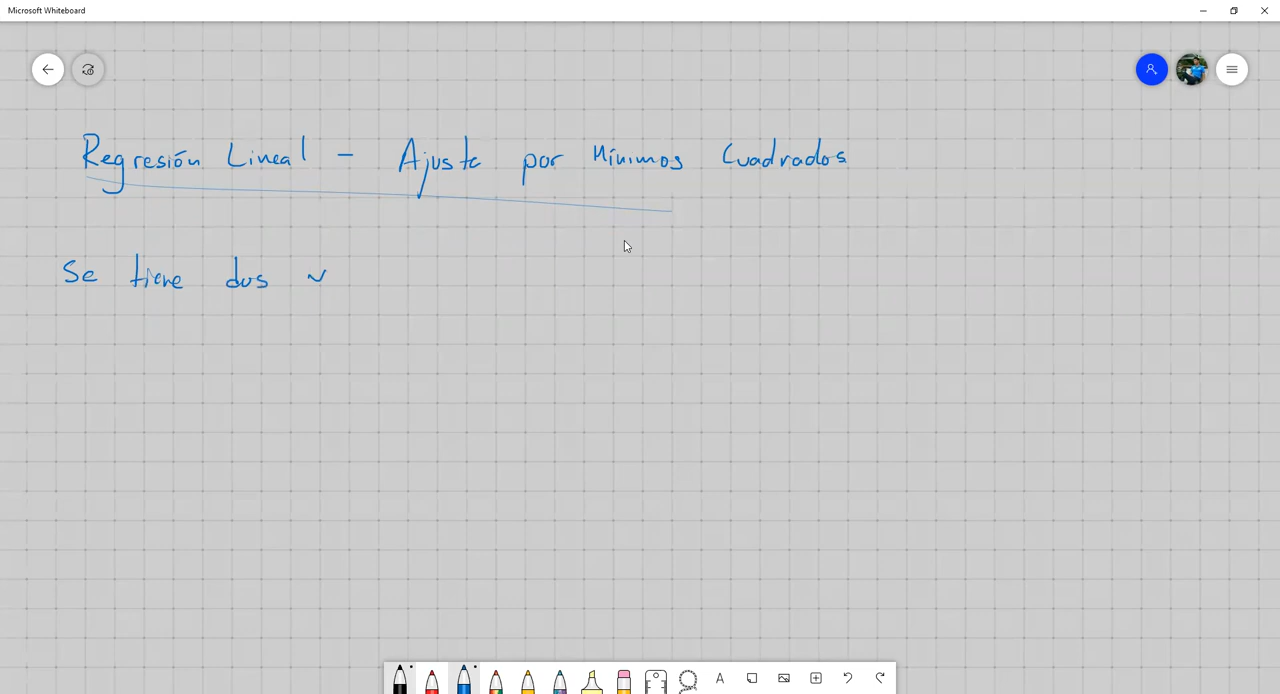 Microsoft Whiteboard
Regresión Lineal - Ajuste por Mínimos Cuadrados
Se tiene dos v